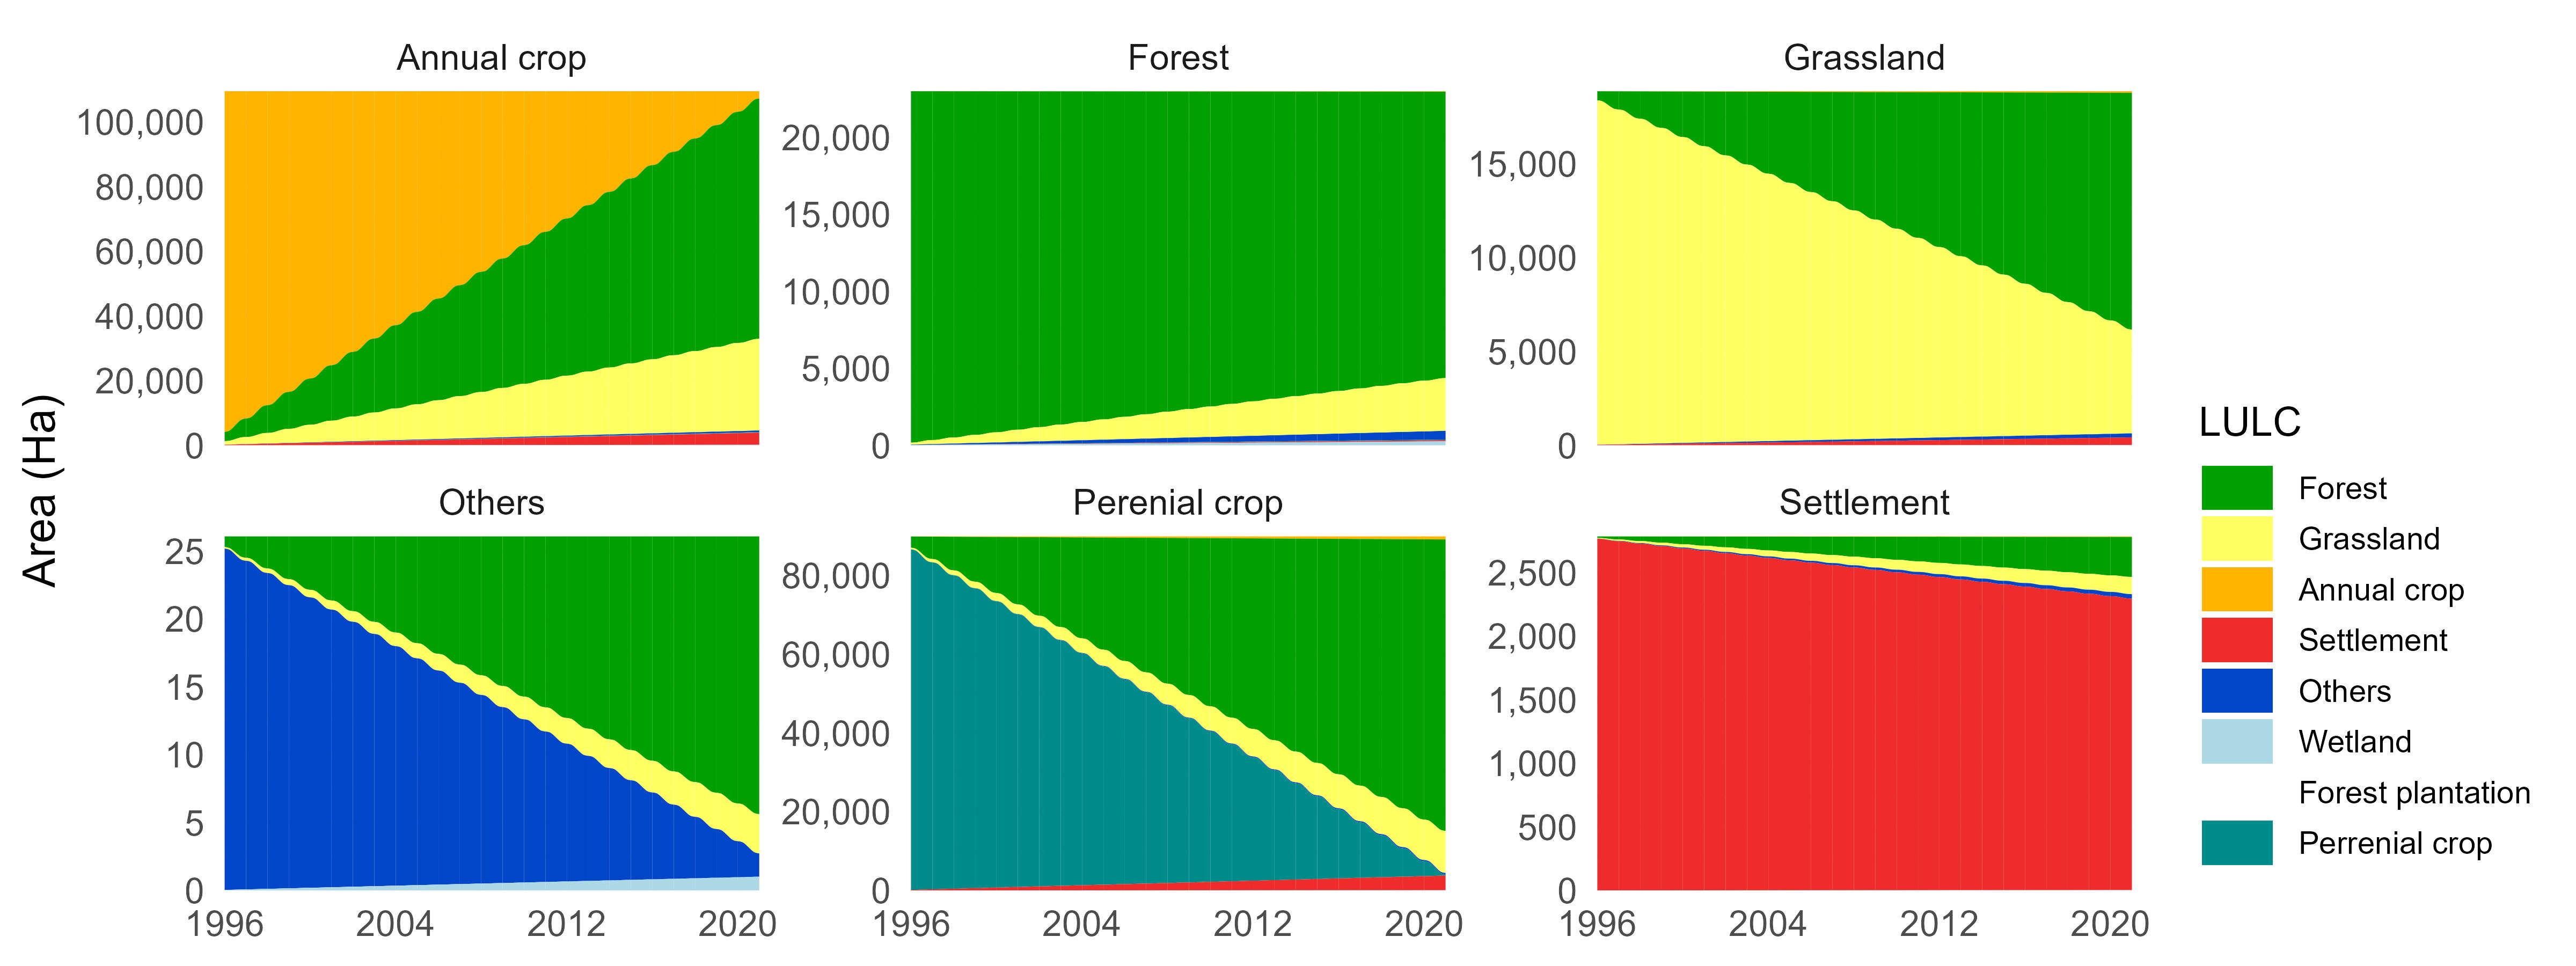 Annual crop
Forest
Grassland
100,000
80,000
60,000
40,000
20,000
0
20,000
15,000
10,000
5,000
0
15,000
10,000
5,000
0
Area (Ha)
Others
Perenial crop
Settlement
25
20
15
10
5
0
80,000
60,000
40,000
20,000
0
2,500
2,000
1,500
1,000
500
0
1996 2004 2012 2020
1996 2004 2012 2020
1996 2004 2012 2020
LULC
Forest
Grassland
Annual crop
Settlement
Others
Wetland
Forest plantation
Perrenial crop